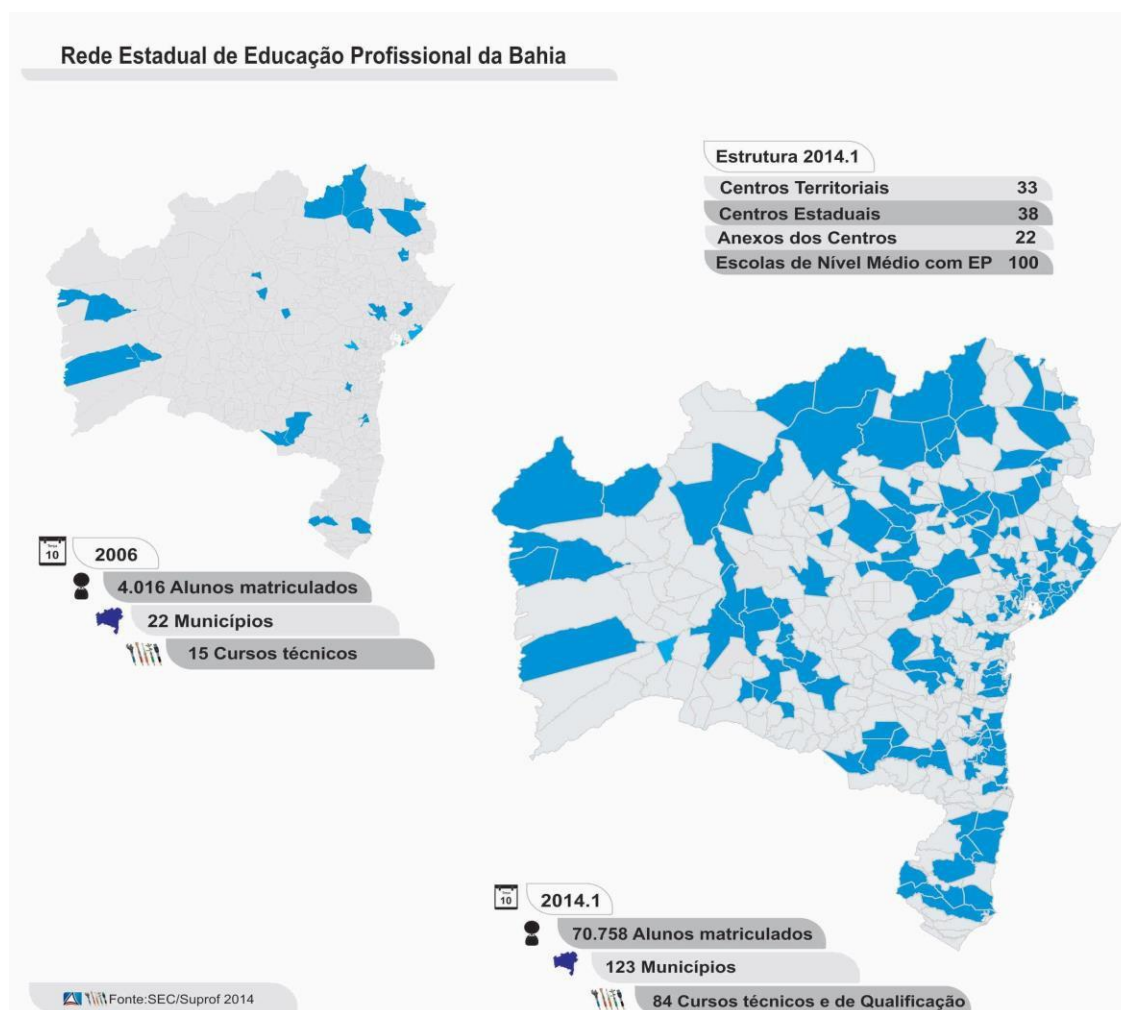 Rede Estadual de Educação Profissional da Bahia
Estrutura 2014.1
Centros Territoriais 33
Centros Estaduais 38
Anexos dos Centros 22
Escolas de Nível Médio com EP 100
10
2006
4.016 Alunos matriculados
22 Municípios
15 Cursos técnicos
10
2014.1
70.758 Alunos matriculados
123 Municípios
84 Cursos técnicos e de Qualificação
Fonte:SEC/Suprof 2014